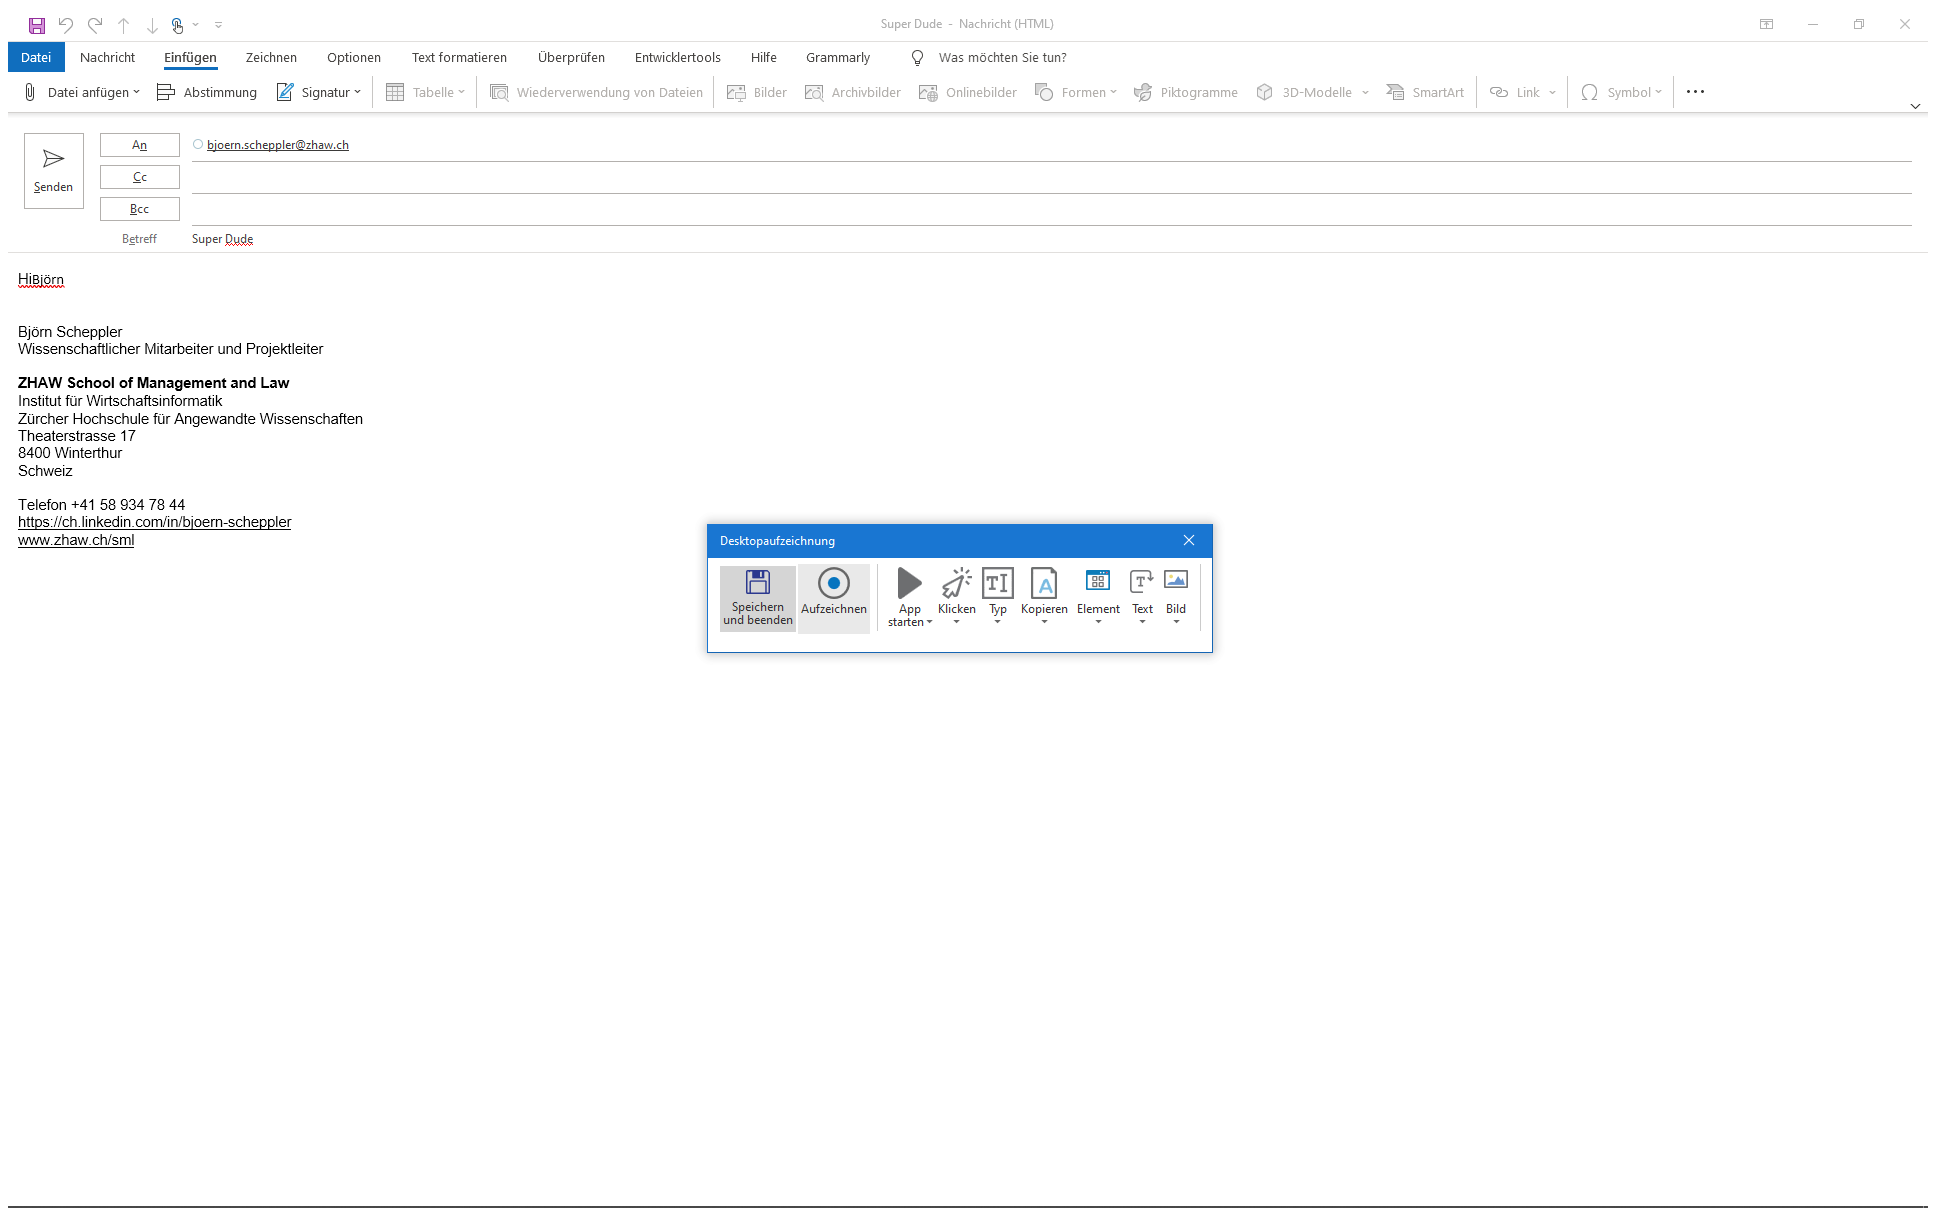 Super Dude - Nachricht (HTML)
Datei Nachricht Einfügen Zeichnen Optionen Text formatieren Überprüfen Entwicklertools Hilfe Grammarly Was möchten Sie tun?
Datei anfügen Abstimmung Signatur Tabelle Wiederverwendung von Dateien Bilder Archivbilder Onlinebilder Formen Piktogramme 3D-Modelle SmartArt Link Symbol ...
Senden
An bjoern.scheppler@zhaw.ch
Cc
Bcc
Betreff Super Dude
HiBjörn
Björn Scheppler
Wissenschaftlicher Mitarbeiter und Projektleiter
ZHAW School of Management and Law
Institut für Wirtschaftsinformatik
Zürcher Hochschule für Angewandte Wissenschaften
Theaterstrasse 17
8400 Winterthur
Schweiz
Telefon +41 58 934 78 44
https://ch.linkedin.com/in/bjoern-scheppler
www.zhaw.ch/sml
Desktopaufzeichnung
Speichern und beenden
Aufzeichnen
App starten
Klicken
Typ
Kopieren
Element
Text
Bild